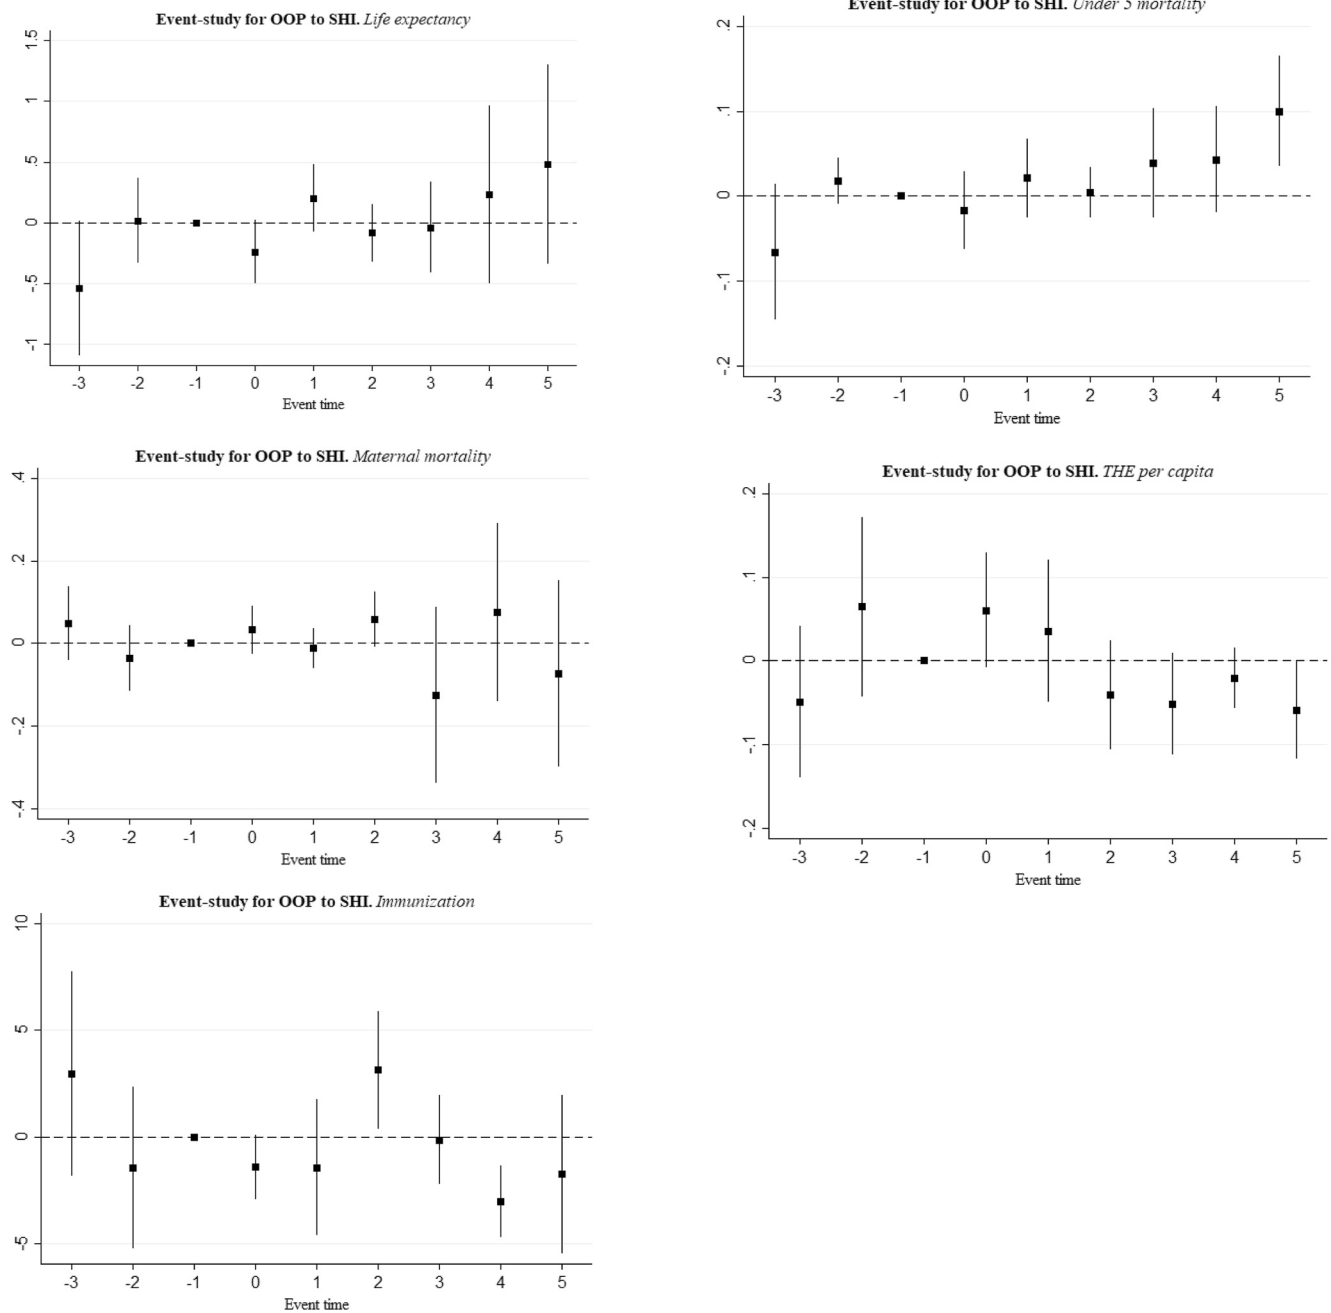 Event-study for OOP to SHI. Life expectancy
1.5
1
.5
0
-.5
-1
-3 -2 -1 0 1 2 3 4 5
Event time
Event-study for OOP to SHI. Under 5 mortality
.2
.1
0
-.1
-.2
-3 -2 -1 0 1 2 3 4 5
Event time
Event-study for OOP to SHI. Maternal mortality
.4
.2
0
-.2
-.4
-3 -2 -1 0 1 2 3 4 5
Event time
Event-study for OOP to SHI. THE per capita
.2
.1
0
-.1
-.2
-3 -2 -1 0 1 2 3 4 5
Event time
Event-study for OOP to SHI. Immunization
10
5
0
-5
-3 -2 -1 0 1 2 3 4 5
Event time